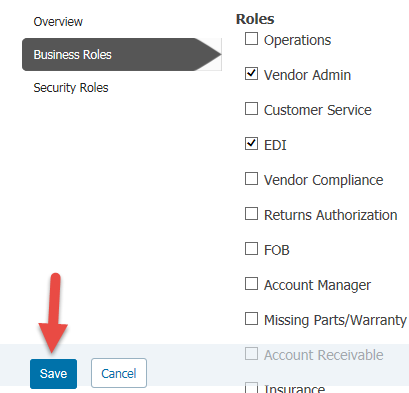 Overview
Business Roles
Security Roles
Roles
Operations
Vendor Admin
Customer Service
EDI
Vendor Compliance
Returns Authorization
FOB
Account Manager
Missing Parts/Warranty
Account Receivable
Insurance
Save
Cancel